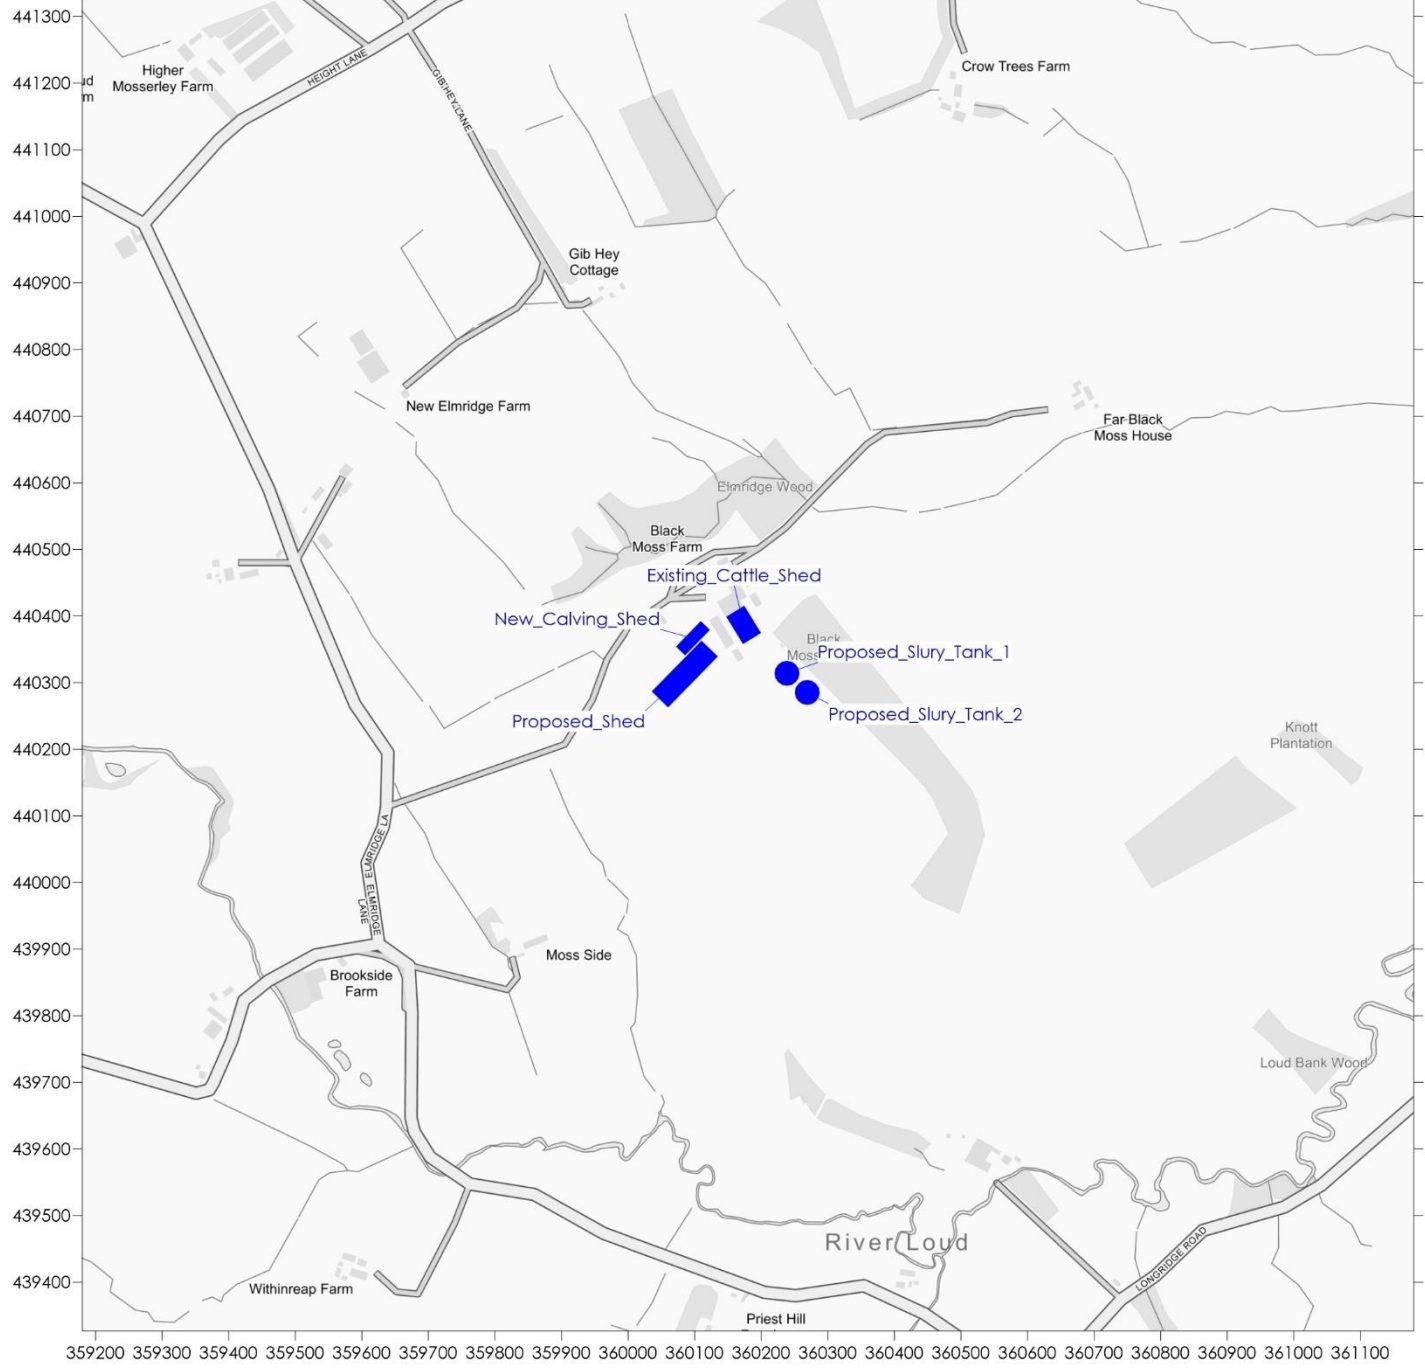 441300
441200
441100
441000
440900
440800
440700
440600
440500
440400
440300
440200
440100
440000
439900
439800
439700
439600
439500
439400
Higher
Mosserley Farm
HEIGHT LANE
GIB HEY LANE
Crow Trees Farm
Gib Hey
Cottage
New Elmridge Farm
Far Black
Moss House
Elmridge Wood
Black
Moss Farm
Existing_Cattle_Shed
New_Calving_Shed
Black
Moss
Proposed_Slury_Tank_1
Proposed_Shed
Proposed_Slury_Tank_2
Knott
Plantation
ELMRIDGE LA
ELMRIDGE
LANE
Moss Side
Brookside
Farm
Loud Bank Wood
River Loud
LONGRIDGE ROAD
Withinreap Farm
Priest Hill
359200 359300 359400 359500 359600 359700 359800 359900 360000 360100 360200 360300 360400 360500 360600 360700 360800 360900 361000 361100